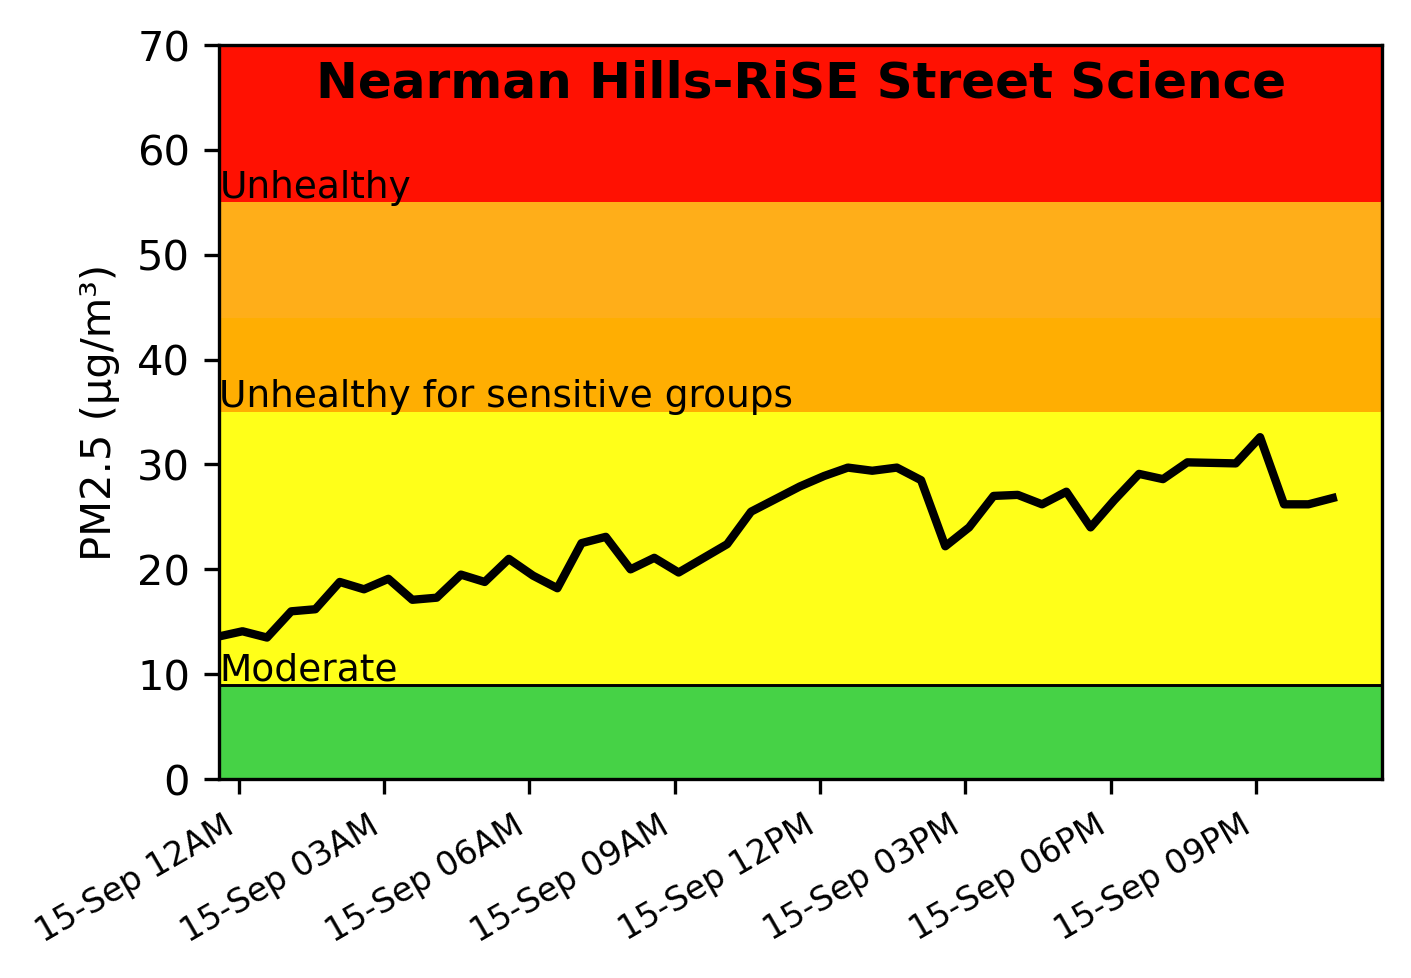 Nearman Hills-RiSE Street Science
70
60
Unhealthy
50
40
Unhealthy for sensitive groups
30
20
10
Moderate
0
PM2.5 (µg/m³)
15-Sep 12AM
15-Sep 03AM
15-Sep 06AM
15-Sep 09AM
15-Sep 12PM
15-Sep 03PM
15-Sep 06PM
15-Sep 09PM